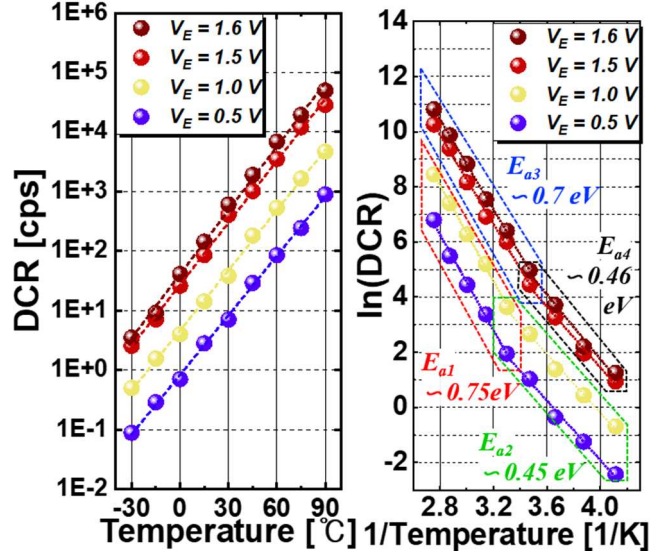 1E+6
1E+5
1E+4
1E+3
1E+2
1E+1
1E+0
1E-1
1E-2
DCR [cps]
V_E = 1.6 V
V_E = 1.5 V
V_E = 1.0 V
V_E = 0.5 V
-30 0 30 60 90
Temperature [℃]
14
12
10
8
6
4
2
0
-2
ln(DCR)
V_E = 1.6 V
V_E = 1.5 V
V_E = 1.0 V
V_E = 0.5 V
E_a3
∽ 0.7 eV
E_a4
∽ 0.46
eV
E_a1
∽ 0.75eV
E_a2
∽ 0.45 eV
2.8 3.2 3.6 4.0
1/Temperature [1/K]